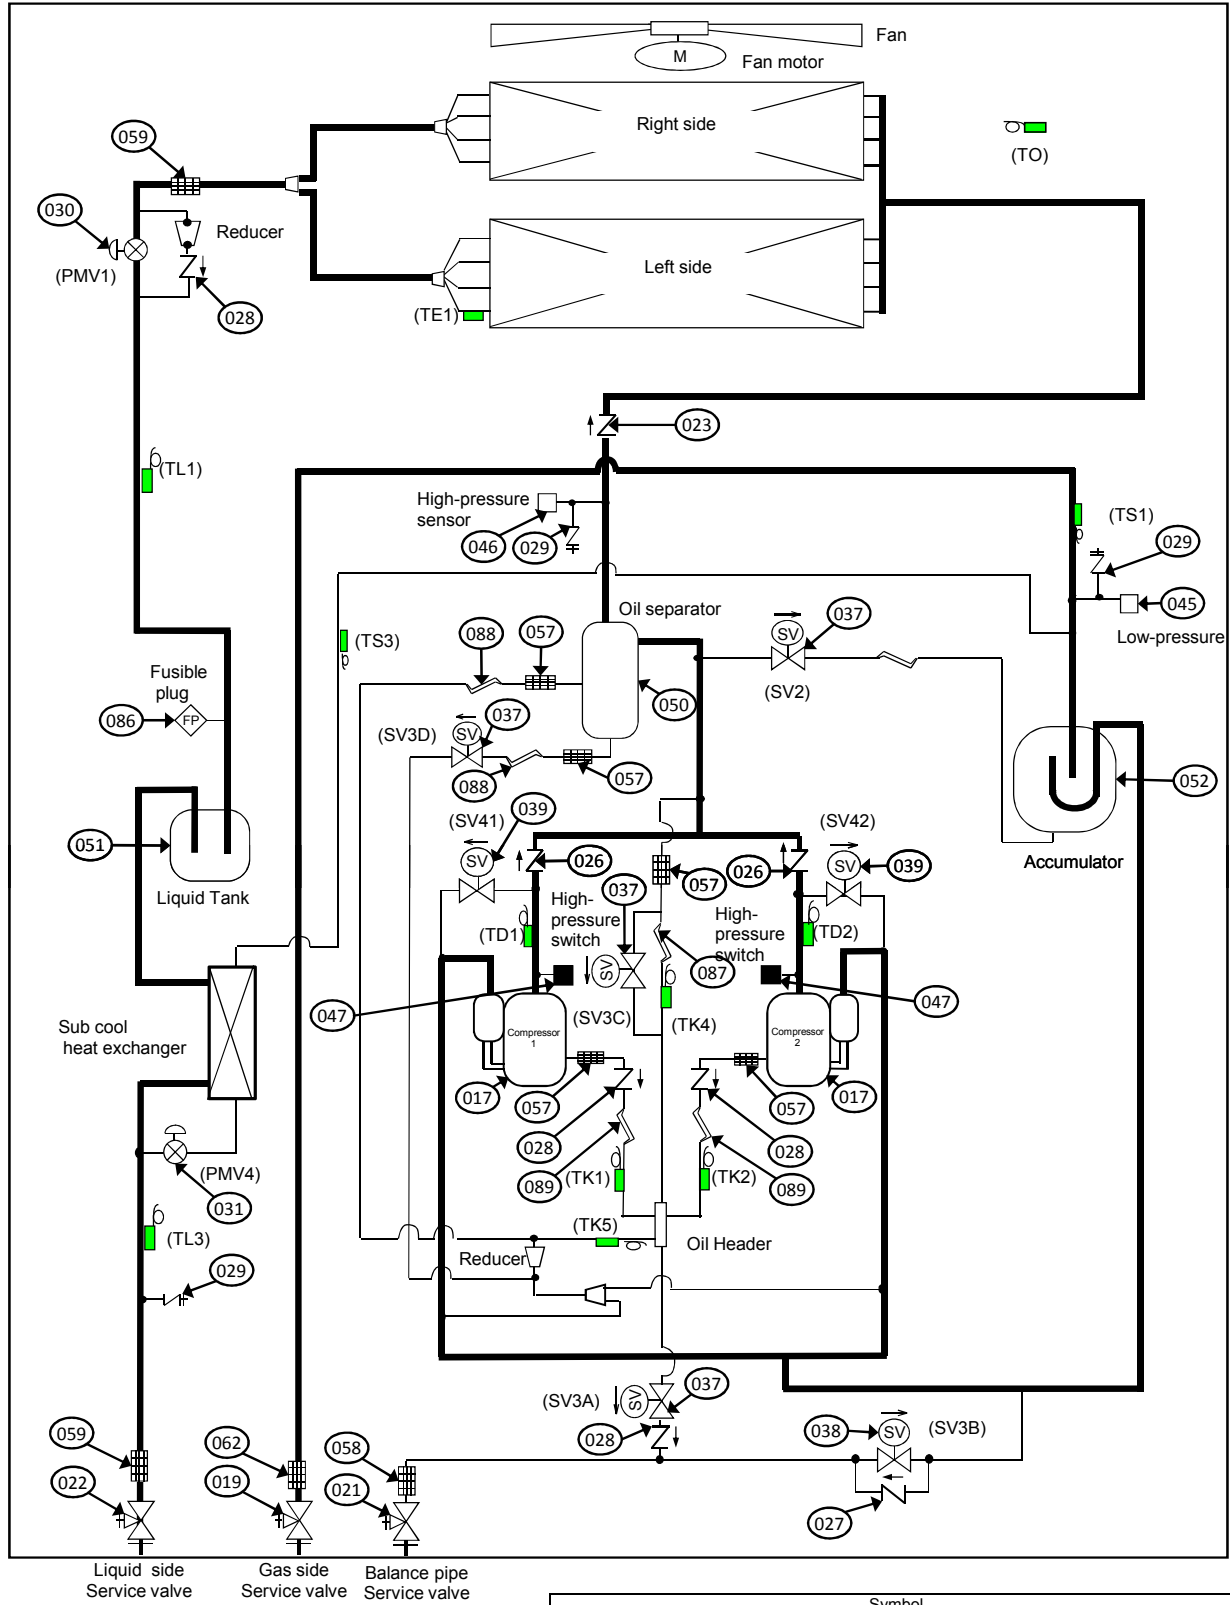 Fan
M
Fan motor
Right side
(TO)
059
030
Reducer
(PMV1)
028
Left side
(TE1)
023
(TL1)
High-pressure
sensor
046
029
(TS1)
029
045
Low-pressure
Oil separator
(TS3)
088
057
SV
037
(SV2)
050
Fusible
plug
086
FP
(SV3D)
SV
037
088
057
052
Accumulator
051
Liquid Tank
(SV41)
039
SV
026
(SV42)
SV
039
026
057
037
High-
pressure
switch
High-
pressure
switch
(TD1)
(TD2)
087
SV
(SV3C)
(TK4)
047
047
Compressor
1
Compressor
2
Sub cool
heat exchanger
017
057
057
017
028
028
089
(TK1)
(TK2)
089
(PMV4)
031
(TL3)
029
(TK5)
Oil Header
Reducer
(SV3A)
SV
037
028
038
SV
(SV3B)
027
059
022
062
019
058
021
Liquid side
Service valve
Gas side
Service valve
Balance pipe
Service valve
Symbol